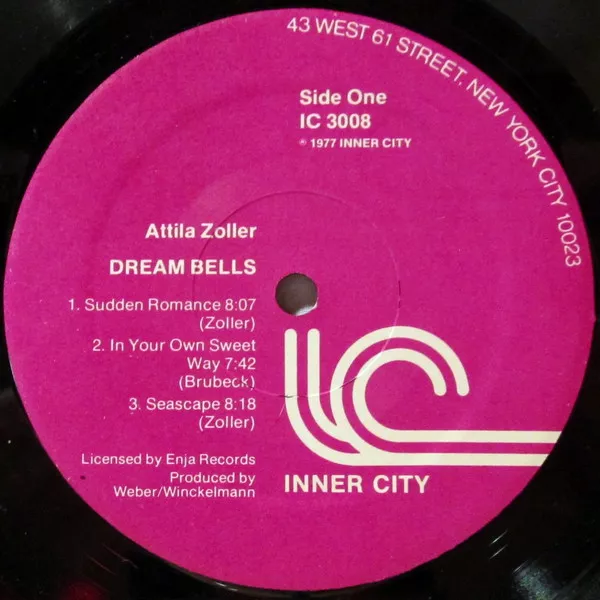 43 WEST 61 STREET, NEW YORK CITY 10023
Side One
IC 3008
℗ 1977 INNER CITY
Attila Zoller
DREAM BELLS
1. Sudden Romance 8:07
(Zoller)
2. In Your Own Sweet
Way 7:42
(Brubeck)
3. Seascape 8:18
(Zoller)
Licensed by Enja Records
Produced by
Weber/Winckelmann
IC
INNER CITY